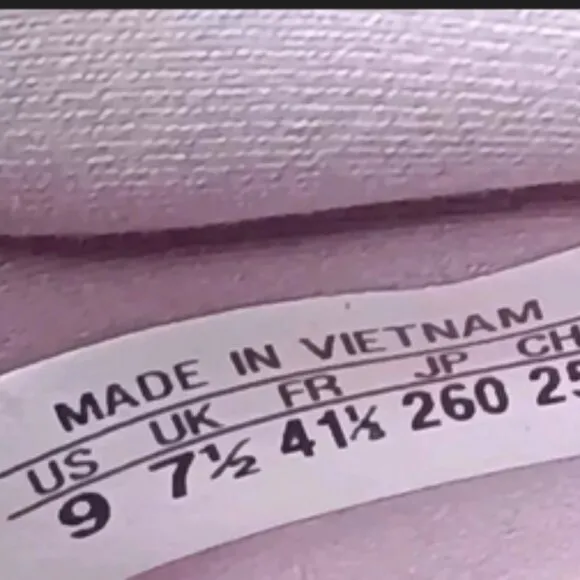 MADE IN VIETNAM
US UK FR JP CH
9 7½ 41⅓ 260 25